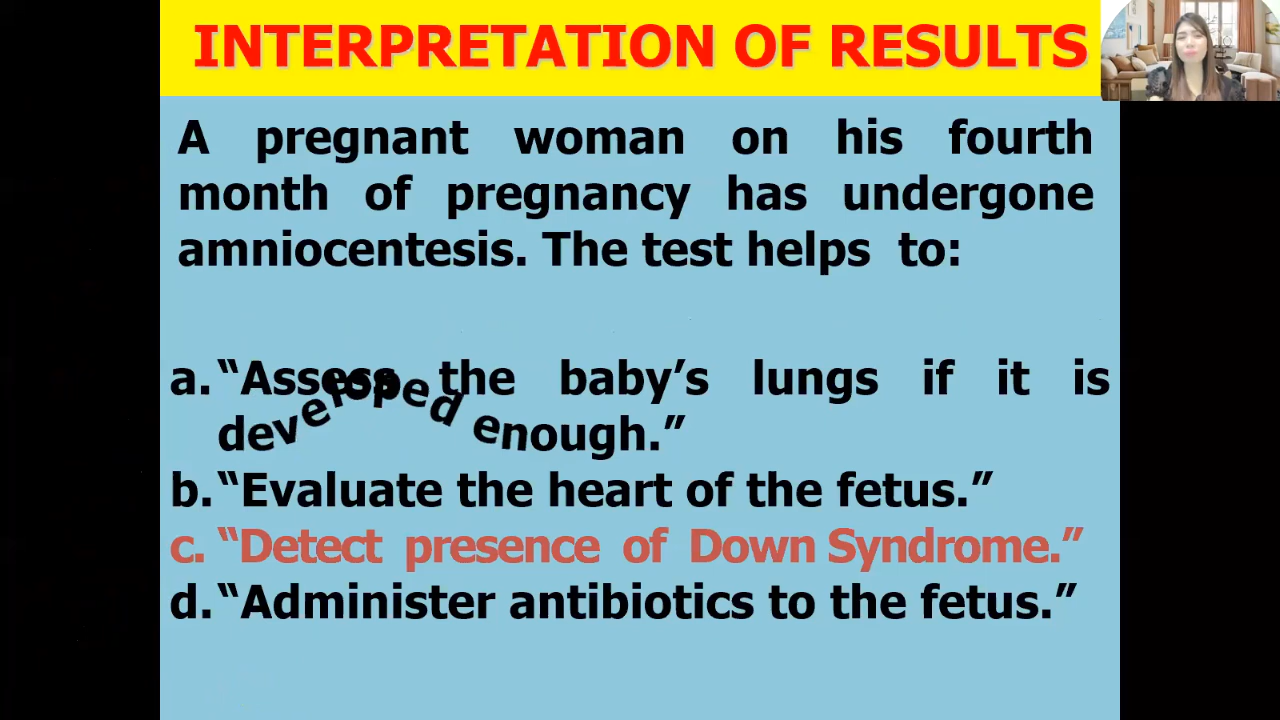 INTERPRETATION OF RESULTS
A pregnant woman on his fourth
month of pregnancy has undergone
amniocentesis. The test helps to:
a. “Assess the baby’s lungs if it is
developed enough.”
b. “Evaluate the heart of the fetus.”
c. “Detect presence of Down Syndrome.”
d. “Administer antibiotics to the fetus.”